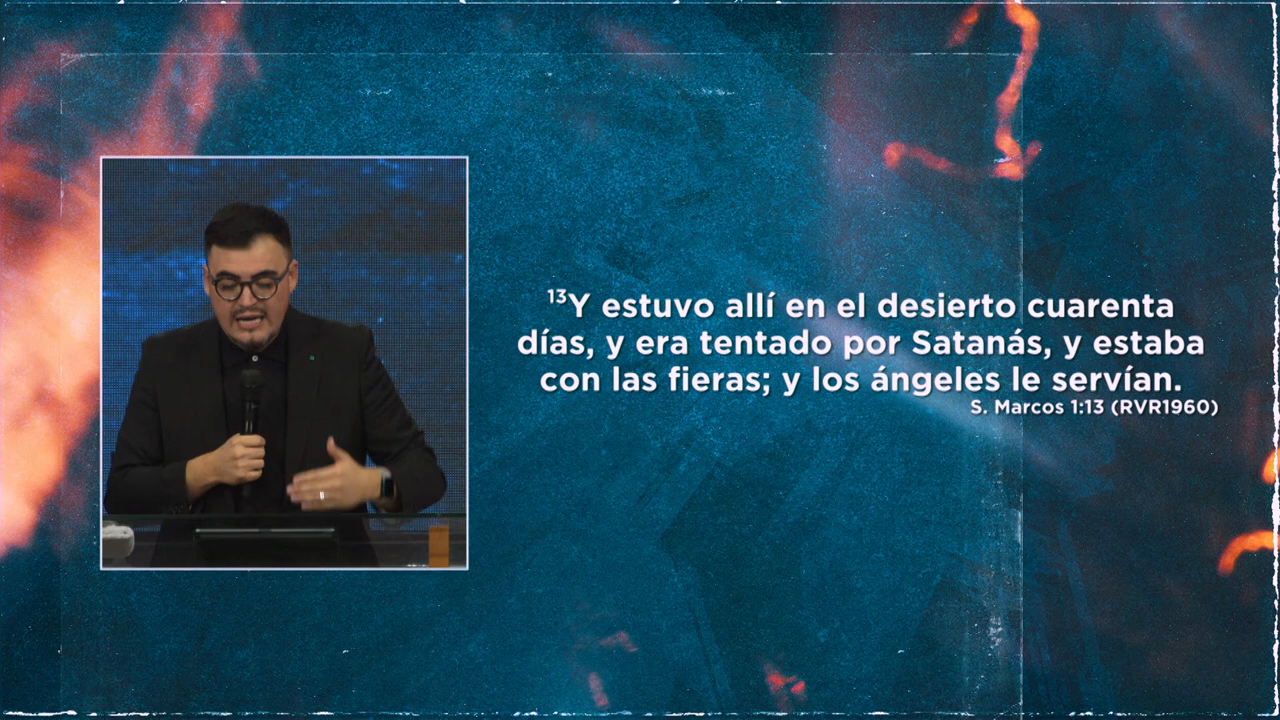 ¹³Y estuvo allí en el desierto cuarenta
días, y era tentado por Satanás, y estaba
con las fieras; y los ángeles le servían.
S. Marcos 1:13 (RVR1960)